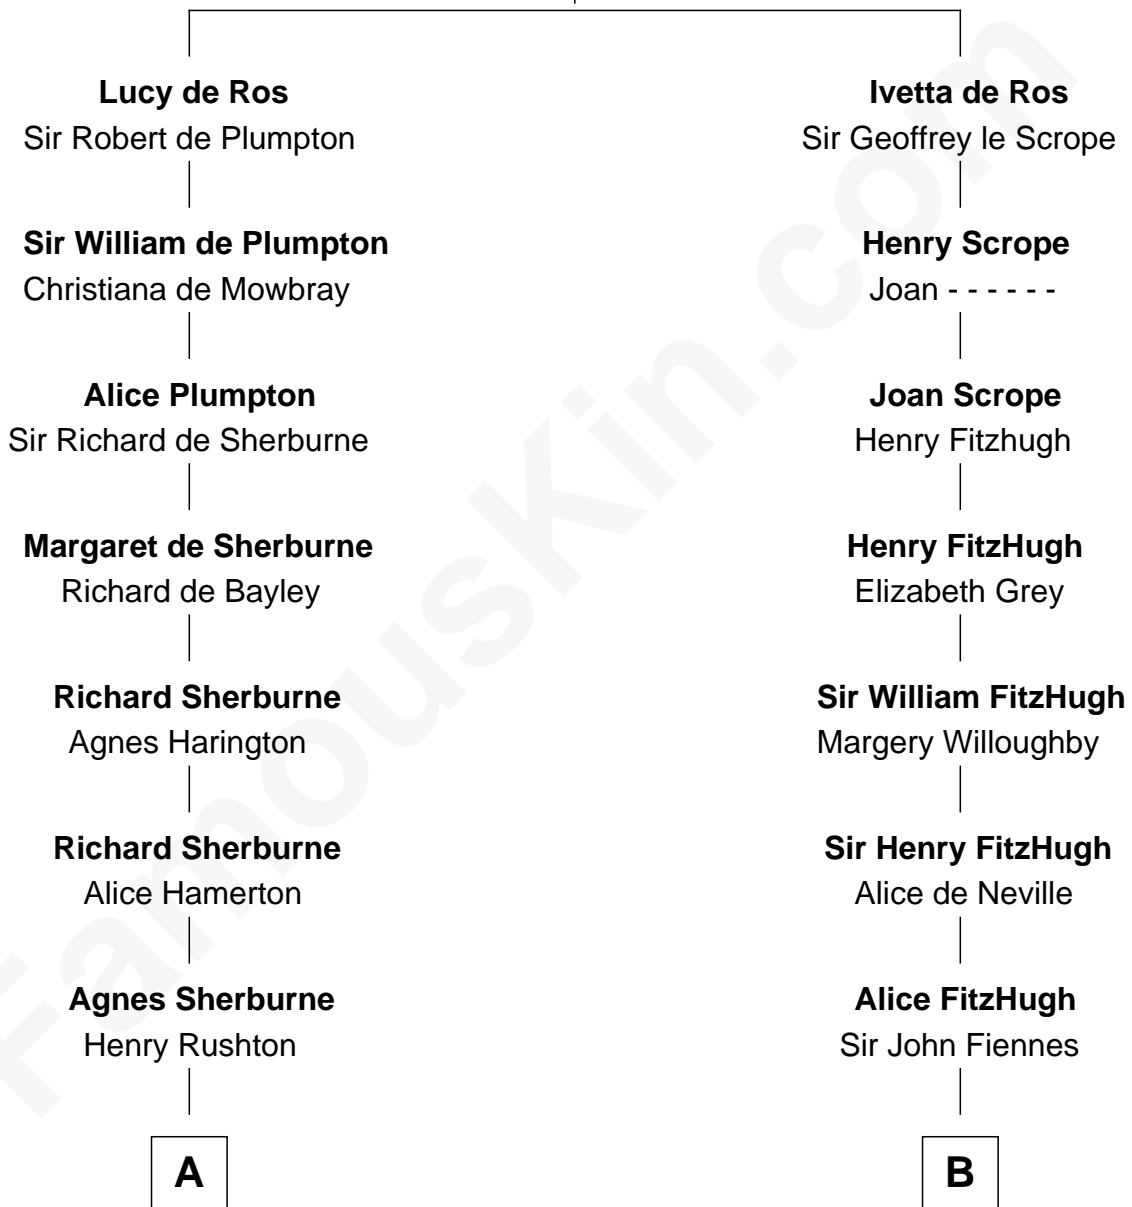 Lucy de Ros
Sir Robert de Plumpton
Sir William de Plumpton
Christiana de Mowbray
Alice Plumpton
Sir Richard de Sherburne
Margaret de Sherburne
Richard de Bayley
Richard Sherburne
Agnes Harington
Richard Sherburne
Alice Hamerton
Agnes Sherburne
Henry Rushton
A
Ivetta de Ros
Sir Geoffrey le Scrope
Henry Scrope
Joan - - - - - -
Joan Scrope
Henry Fitzhugh
Henry FitzHugh
Elizabeth Grey
Sir William FitzHugh
Margery Willoughby
Sir Henry FitzHugh
Alice de Neville
Alice FitzHugh
Sir John Fiennes
B
FamousKin.com